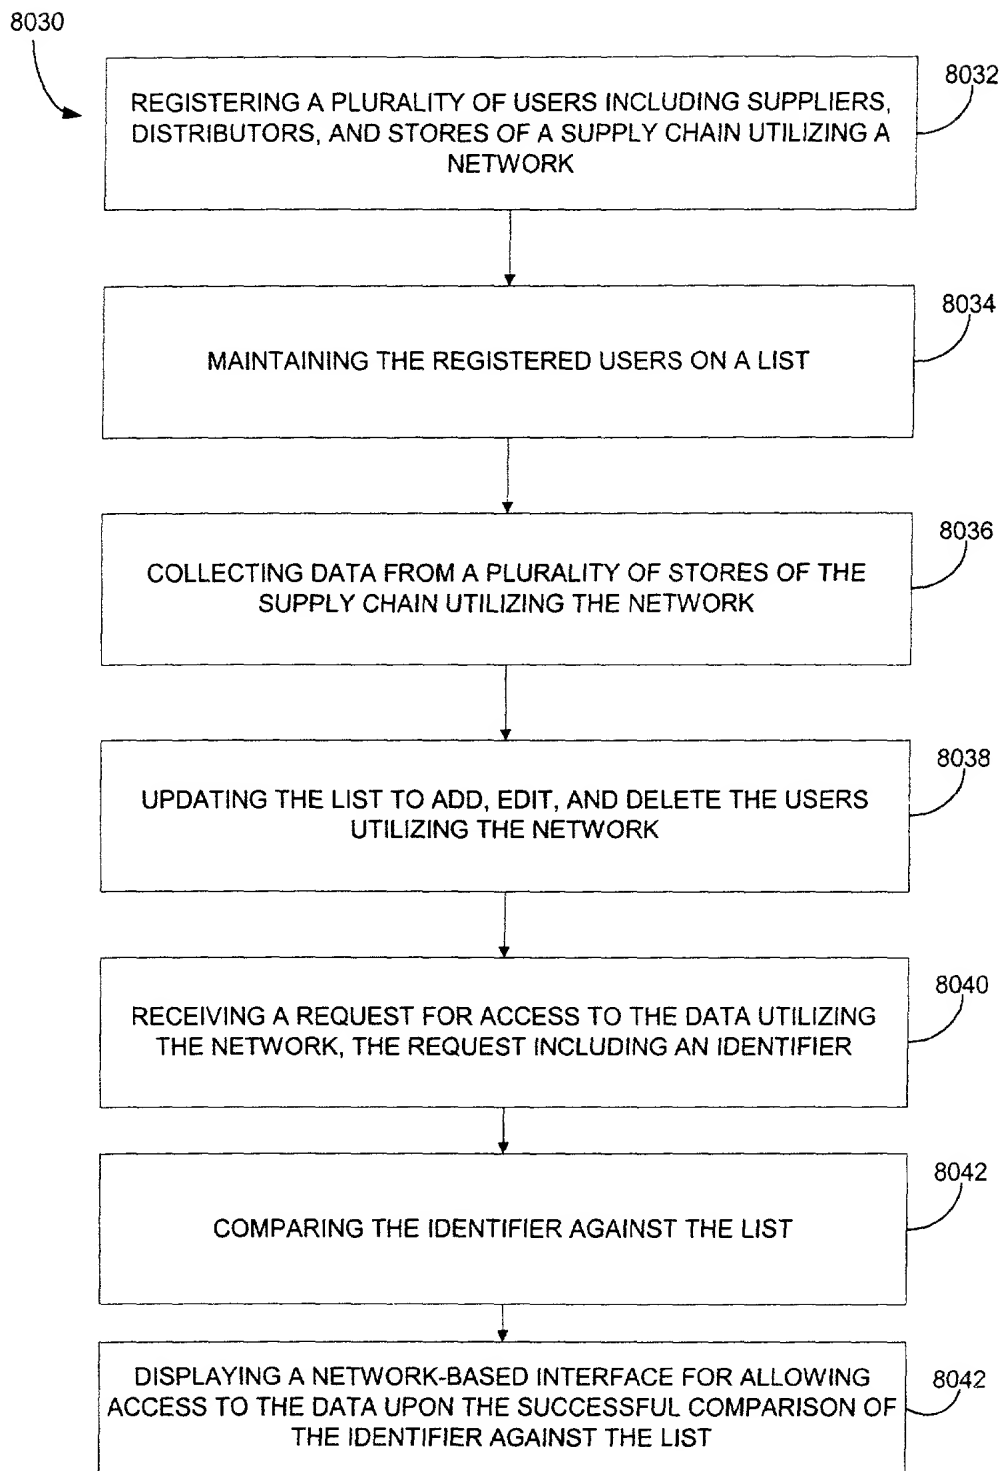 8030
8032
REGISTERING A PLURALITY OF USERS INCLUDING SUPPLIERS,
DISTRIBUTORS, AND STORES OF A SUPPLY CHAIN UTILIZING A
NETWORK
8034
MAINTAINING THE REGISTERED USERS ON A LIST
8036
COLLECTING DATA FROM A PLURALITY OF STORES OF THE
SUPPLY CHAIN UTILIZING THE NETWORK
8038
UPDATING THE LIST TO ADD, EDIT, AND DELETE THE USERS
UTILIZING THE NETWORK
8040
RECEIVING A REQUEST FOR ACCESS TO THE DATA UTILIZING
THE NETWORK, THE REQUEST INCLUDING AN IDENTIFIER
8042
COMPARING THE IDENTIFIER AGAINST THE LIST
8042
DISPLAYING A NETWORK-BASED INTERFACE FOR ALLOWING
ACCESS TO THE DATA UPON THE SUCCESSFUL COMPARISON OF
THE IDENTIFIER AGAINST THE LIST